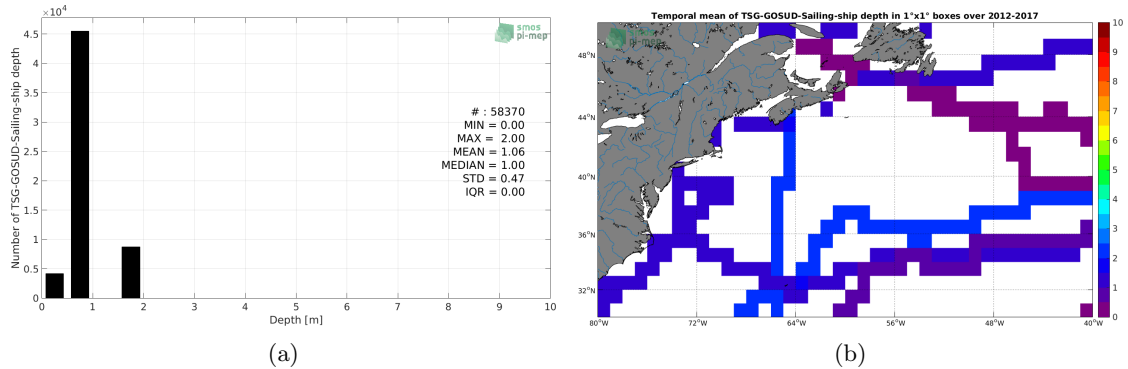 ×10⁴
4.5
4
3.5
3
2.5
2
1.5
1
0.5
0
Number of TSG-GOSUD-Sailing-ship depth
smos
pi-mep
# : 58370
MIN = 0.00
MAX = 2.00
MEAN = 1.06
MEDIAN = 1.00
STD = 0.47
IQR = 0.00
0 1 2 3 4 5 6 7 8 9 10
Depth [m]
(a)
Temporal mean of TSG-GOSUD-Sailing-ship depth in 1°x1° boxes over 2012-2017
smos
pi-mep
48°N
44°N
40°N
36°N
32°N
80°W 72°W 64°W 56°W 48°W 40°W
10
9
8
7
6
5
4
3
2
1
0
(b)